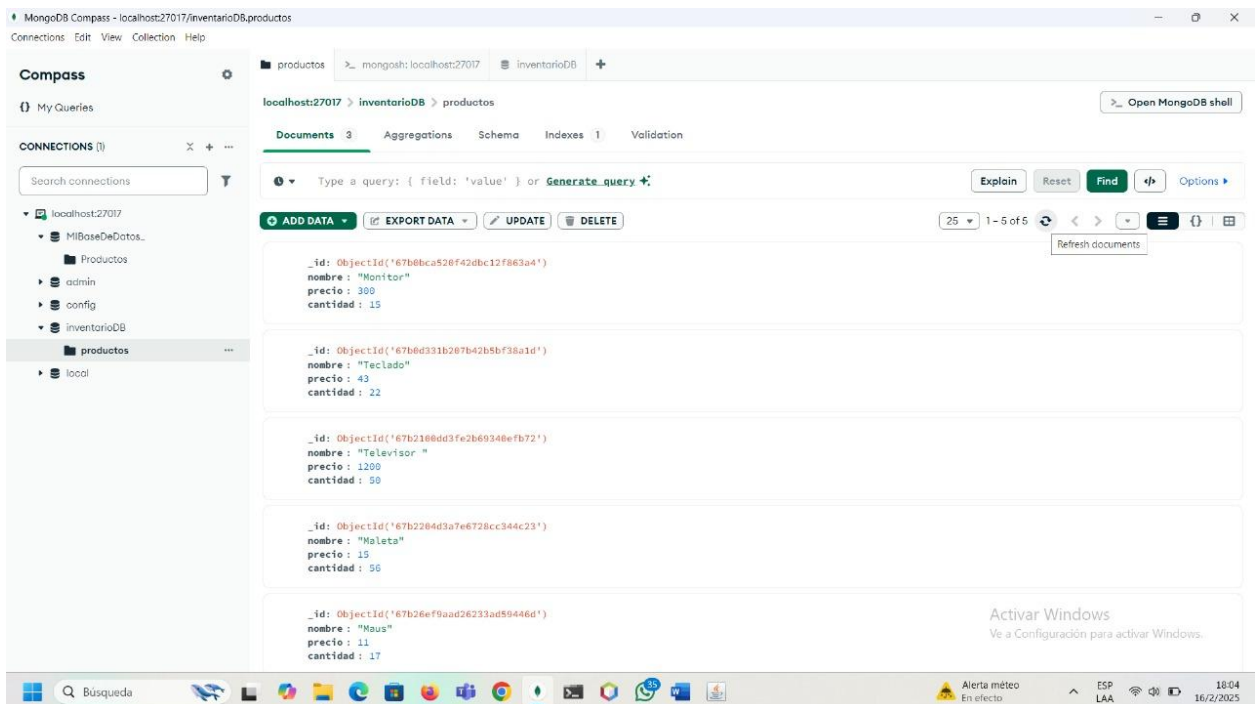 MongoDB Compass - localhost:27017/inventarioDB.productos
Connections Edit View Collection Help
Compass
{} My Queries
CONNECTIONS (1)
Search connections
localhost:27017
MIBaseDeDatos_
Productos
admin
config
inventarioDB
productos
local
productos >_ mongosh: localhost:27017 inventarioDB +
localhost:27017 > inventarioDB > productos
>_ Open MongoDB shell
Documents 3 Aggregations Schema Indexes 1 Validation
Type a query: { field: 'value' } or Generate query
Explain Reset Find </> Options
ADD DATA EXPORT DATA UPDATE DELETE
25 1 – 5 of 5 {}
Refresh documents
_id: ObjectId('67b0bca520f42dbc12f863a4')
nombre : "Monitor"
precio : 300
cantidad : 15
_id: ObjectId('67b0d331b207b42b5bf38a1d')
nombre : "Teclado"
precio : 43
cantidad : 22
_id: ObjectId('67b2100dd3fe2b69340efb72')
nombre : "Televisor "
precio : 1200
cantidad : 50
_id: ObjectId('67b2204d3a7e6728cc344c23')
nombre : "Maleta"
precio : 15
cantidad : 56
_id: ObjectId('67b26ef9aad26233ad59446d')
nombre : "Maus"
precio : 11
cantidad : 17
Activar Windows
Ve a Configuración para activar Windows.
Búsqueda
35
Alerta méteo
En efecto
ESP
LAA
18:04
16/2/2025